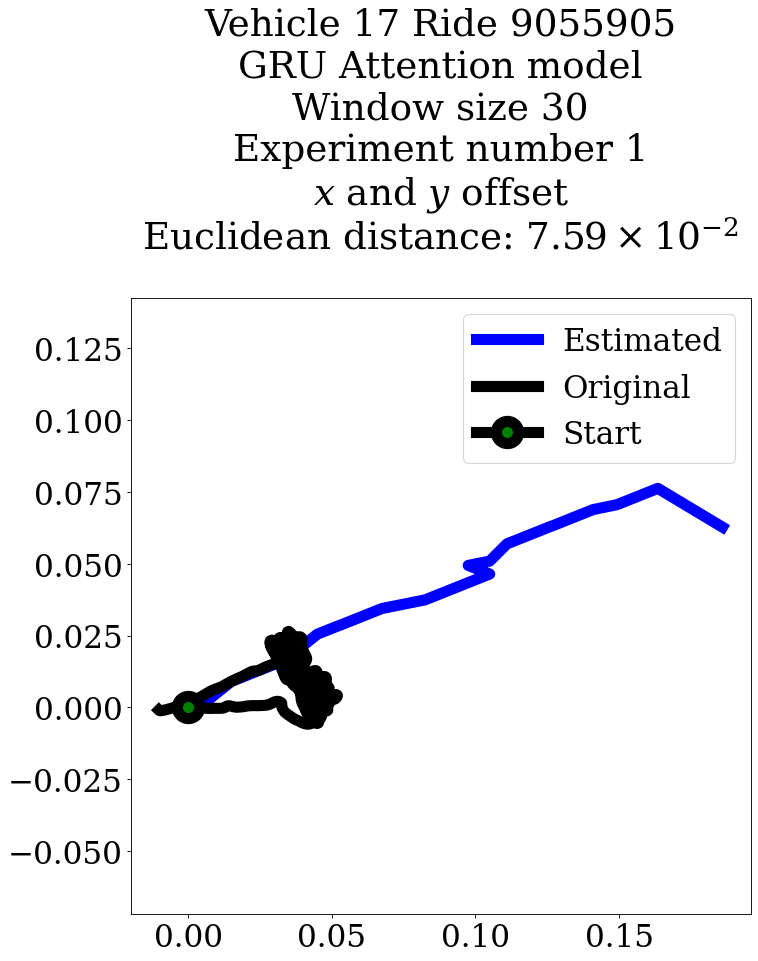 Vehicle 17 Ride 9055905
GRU Attention model
Window size 30
Experiment number 1
x and y offset
Euclidean distance: 7.59 × 10⁻²
Estimated
Original
Start
0.125
0.100
0.075
0.050
0.025
0.000
−0.025
−0.050
0.00 0.05 0.10 0.15